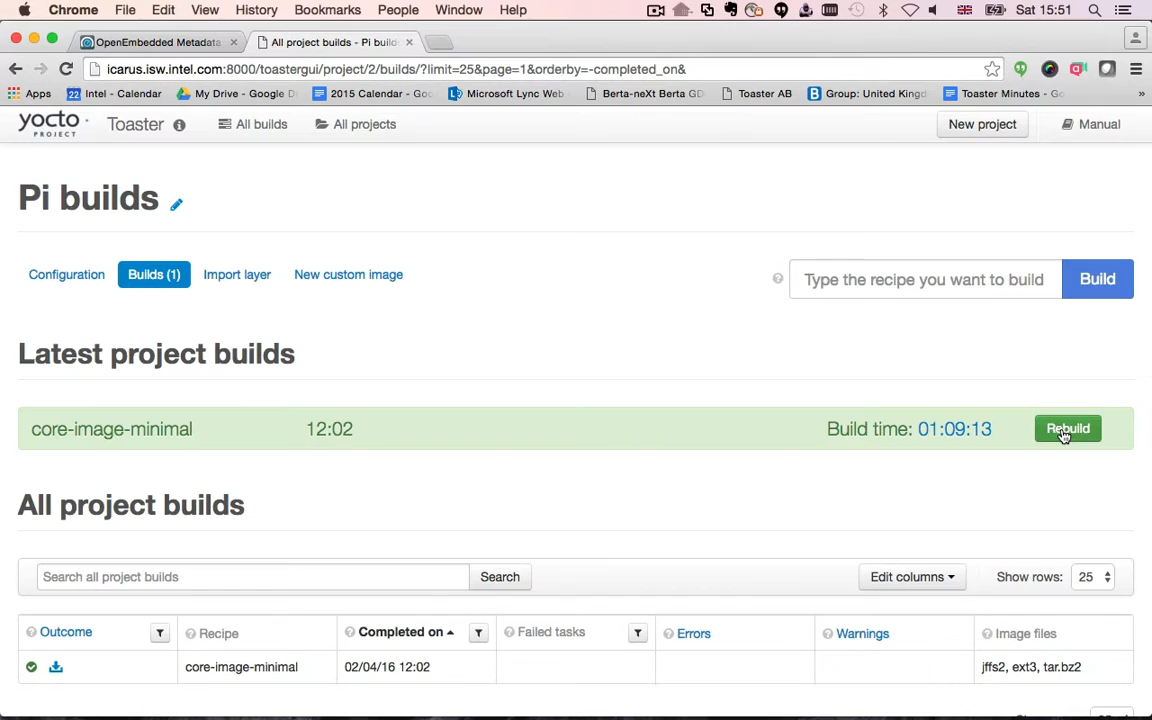 Chrome File Edit View History Bookmarks People Window Help Sat 15:51
OpenEmbedded Metadata
All project builds - Pi build
icarus.isw.intel.com:8000/toastergui/project/2/builds/?limit=25&page=1&orderby=-completed_on&
Apps 22 Intel - Calendar My Drive - Google D 2015 Calendar - Goo Microsoft Lync Web Berta-neXt Berta GD Toaster AB B Group: United Kingd Toaster Minutes - Go »
yocto PROJECT Toaster All builds All projects New project Manual
Pi builds
Configuration Builds (1) Import layer New custom image Type the recipe you want to build Build
Latest project builds
core-image-minimal 12:02 Build time: 01:09:13 Rebuild
All project builds
Search all project builds Search Edit columns Show rows: 25
Outcome Recipe Completed on Failed tasks Errors Warnings Image files
core-image-minimal 02/04/16 12:02 jffs2, ext3, tar.bz2